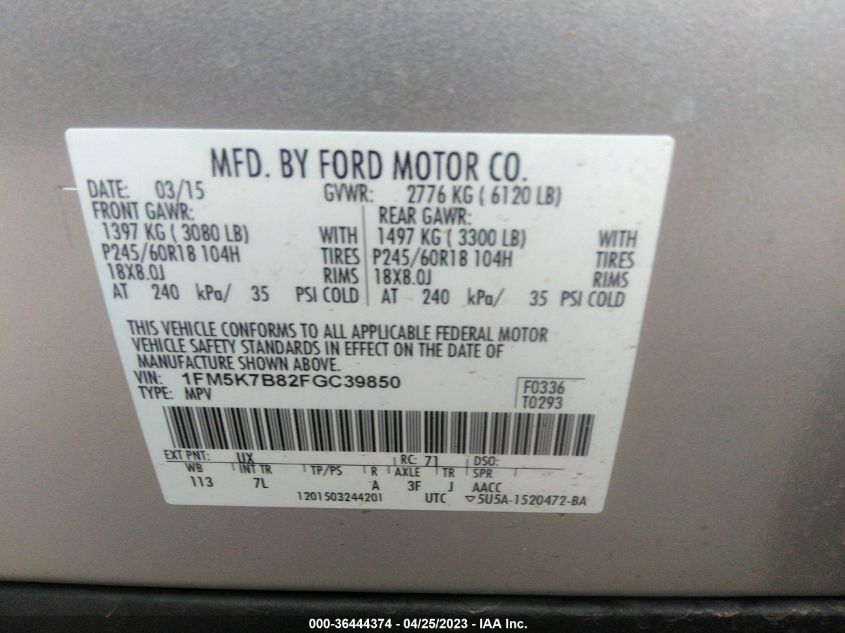 MFD. BY FORD MOTOR CO.
DATE: 03/15 GVWR: 2776 KG ( 6120 LB)
FRONT GAWR: REAR GAWR:
1397 KG ( 3080 LB) WITH 1497 KG ( 3300 LB) WITH
P245/60R18 104H TIRES P245/60R18 104H TIRES
18X8.0J RIMS 18X8.0J RIMS
AT 240 kPa/ 35 PSI COLD AT 240 kPa/ 35 PSI COLD
THIS VEHICLE CONFORMS TO ALL APPLICABLE FEDERAL MOTOR
VEHICLE SAFETY STANDARDS IN EFFECT ON THE DATE OF
MANUFACTURE SHOWN ABOVE.
VIN: 1FM5K7B82FGC39850 F0336
TYPE: MPV T0293
EXT PNT: UX RC: 71 DSO:
WB INT TR TP/PS R AXLE TR SPR
113 7L A 3F J AACC
1201503244201 UTC ▽5U5A-1520472-BA
000-36444374 - 04/25/2023 - IAA Inc.